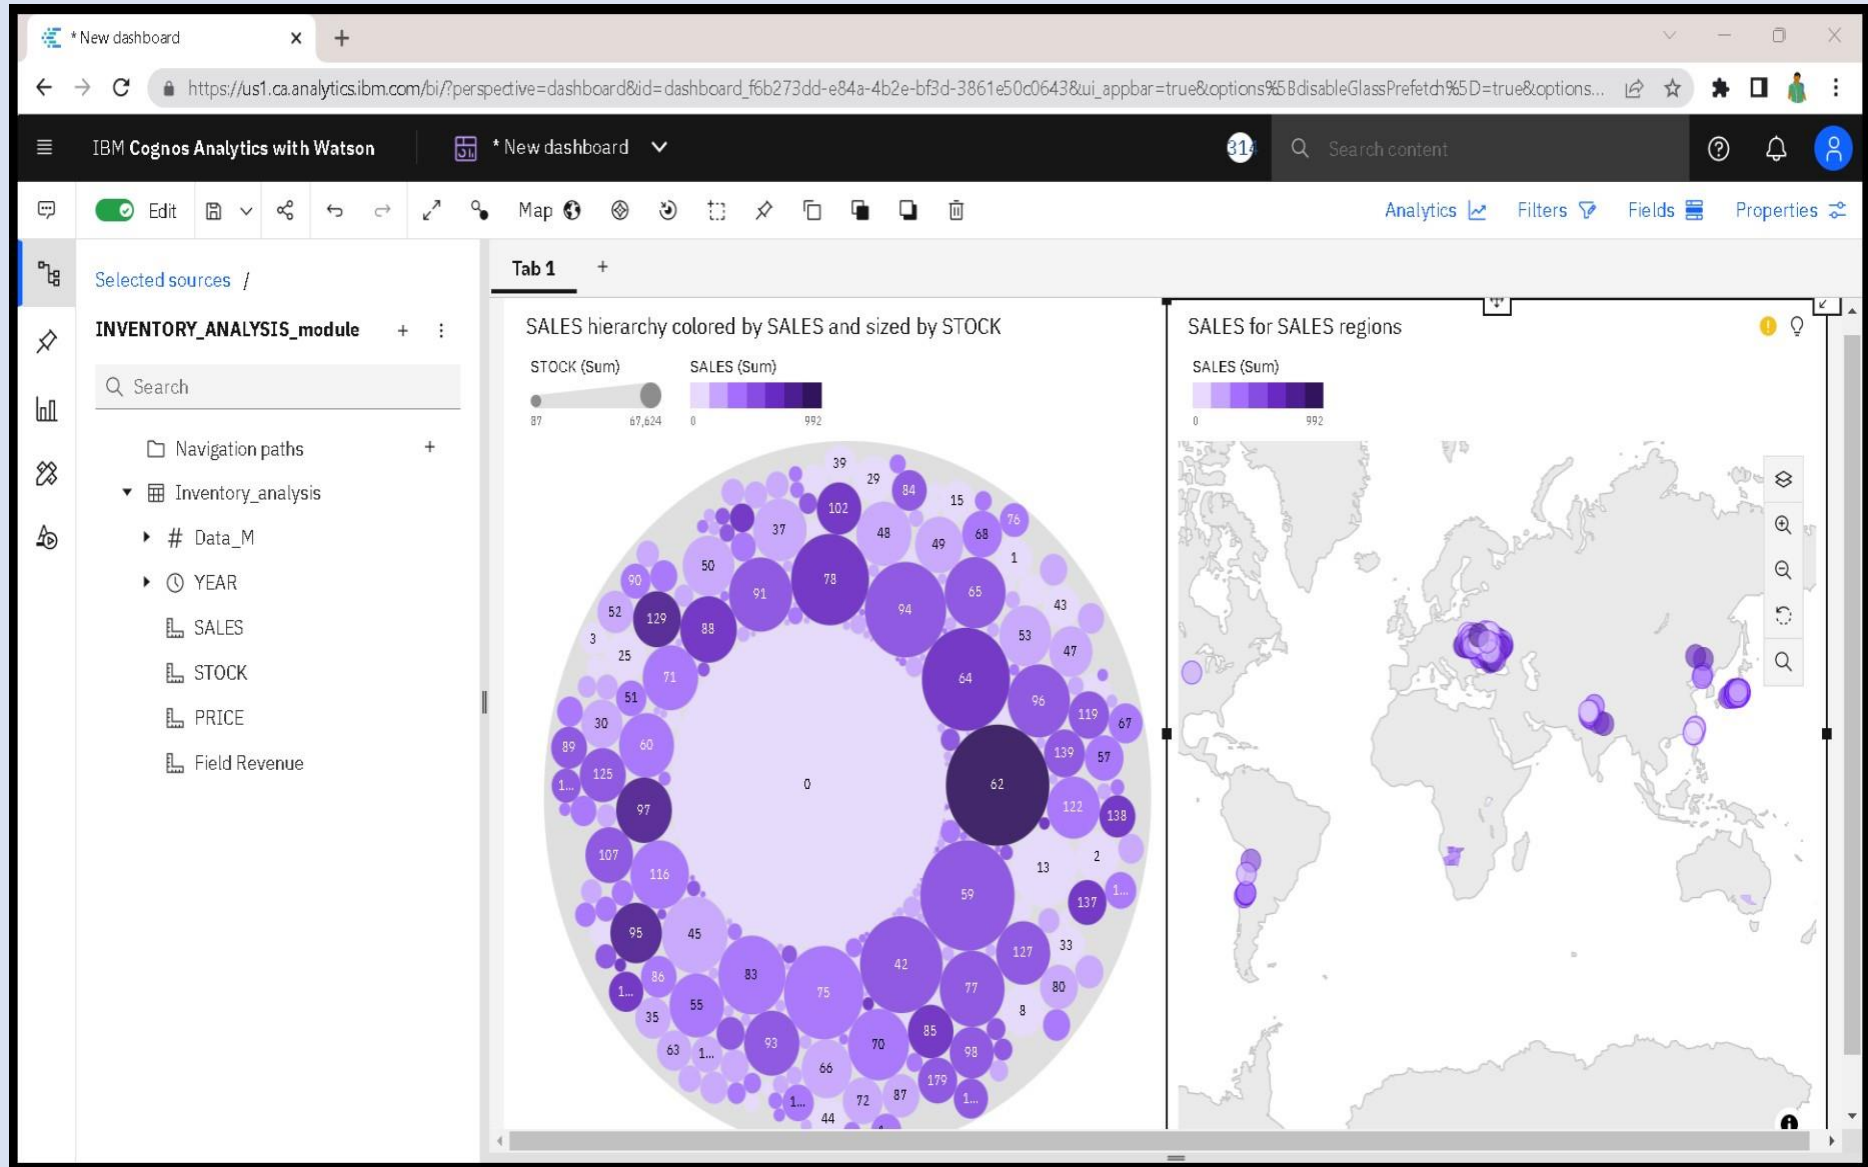 * New dashboard
https://us1.ca.analytics.ibm.com/bi/?perspective=dashboard&id=dashboard_f6b273dd-e84a-4b2e-bf3d-3861e50c0643&ui_appbar=true&options%5BdisableGlassPrefetch%5D=true&options...
IBM Cognos Analytics with Watson
* New dashboard
314
Search content
Edit
Map
Analytics
Filters
Fields
Properties
Selected sources /
INVENTORY_ANALYSIS_module
Search
Navigation paths
Inventory_analysis
# Data_M
YEAR
SALES
STOCK
PRICE
Field Revenue
Tab 1
SALES hierarchy colored by SALES and sized by STOCK
STOCK (Sum)
87 67,624
SALES (Sum)
0 992
39
29
84
15
102
76
37
48
49
68
1
50
90
91
78
94
65
43
52
129
88
53
3
25
47
71
64
51
96
30
119
67
89
60
139
57
125
1...
0
62
97
122
138
107
116
13
2
59
1...
137
95
45
127
33
86
83
42
1...
55
75
77
80
35
8
85
63
1...
93
70
98
66
179
1...
72
87
1...
44
SALES for SALES regions
SALES (Sum)
0 992